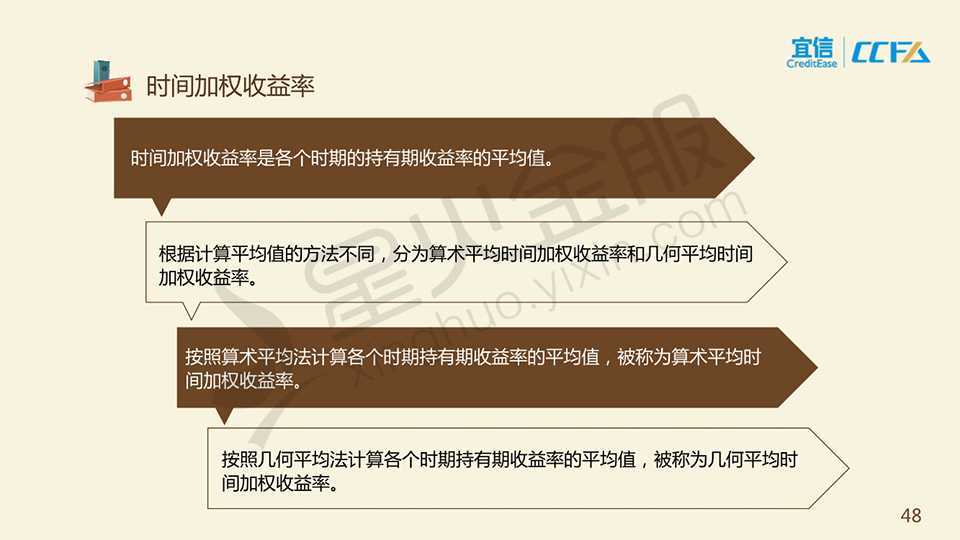 宜信
CreditEase
CCFA
时间加权收益率
时间加权收益率是各个时期的持有期收益率的平均值。
根据计算平均值的方法不同，分为算术平均时间加权收益率和几何平均时间
加权收益率。
按照算术平均法计算各个时期持有期收益率的平均值，被称为算术平均时
间加权收益率。
按照几何平均法计算各个时期持有期收益率的平均值，被称为几何平均时
间加权收益率。
星火金服
xinghuo.yixin.com
48